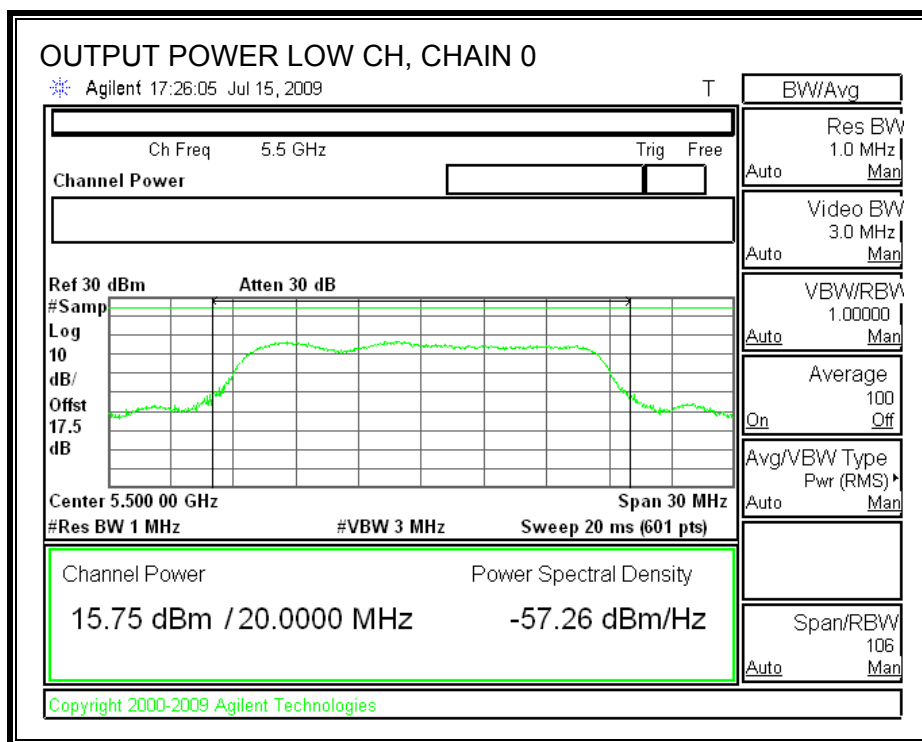 OUTPUT POWER LOW CH, CHAIN 0
Agilent 17:26:05 Jul 15, 2009 T
Ch Freq 5.5 GHz Trig Free
Channel Power
Ref 30 dBm Atten 30 dB
#Samp
Log
10
dB/
Offst
17.5
dB
Center 5.500 00 GHz Span 30 MHz
#Res BW 1 MHz #VBW 3 MHz Sweep 20 ms (601 pts)
Channel Power Power Spectral Density
15.75 dBm / 20.0000 MHz -57.26 dBm/Hz
Copyright 2000-2009 Agilent Technologies
BW/Avg
Res BW
1.0 MHz
Auto Man
Video BW
3.0 MHz
Auto Man
VBW/RBW
1.00000
Auto Man
Average
100
On Off
Avg/VBW Type
Pwr (RMS)
Auto Man
Span/RBW
106
Auto Man